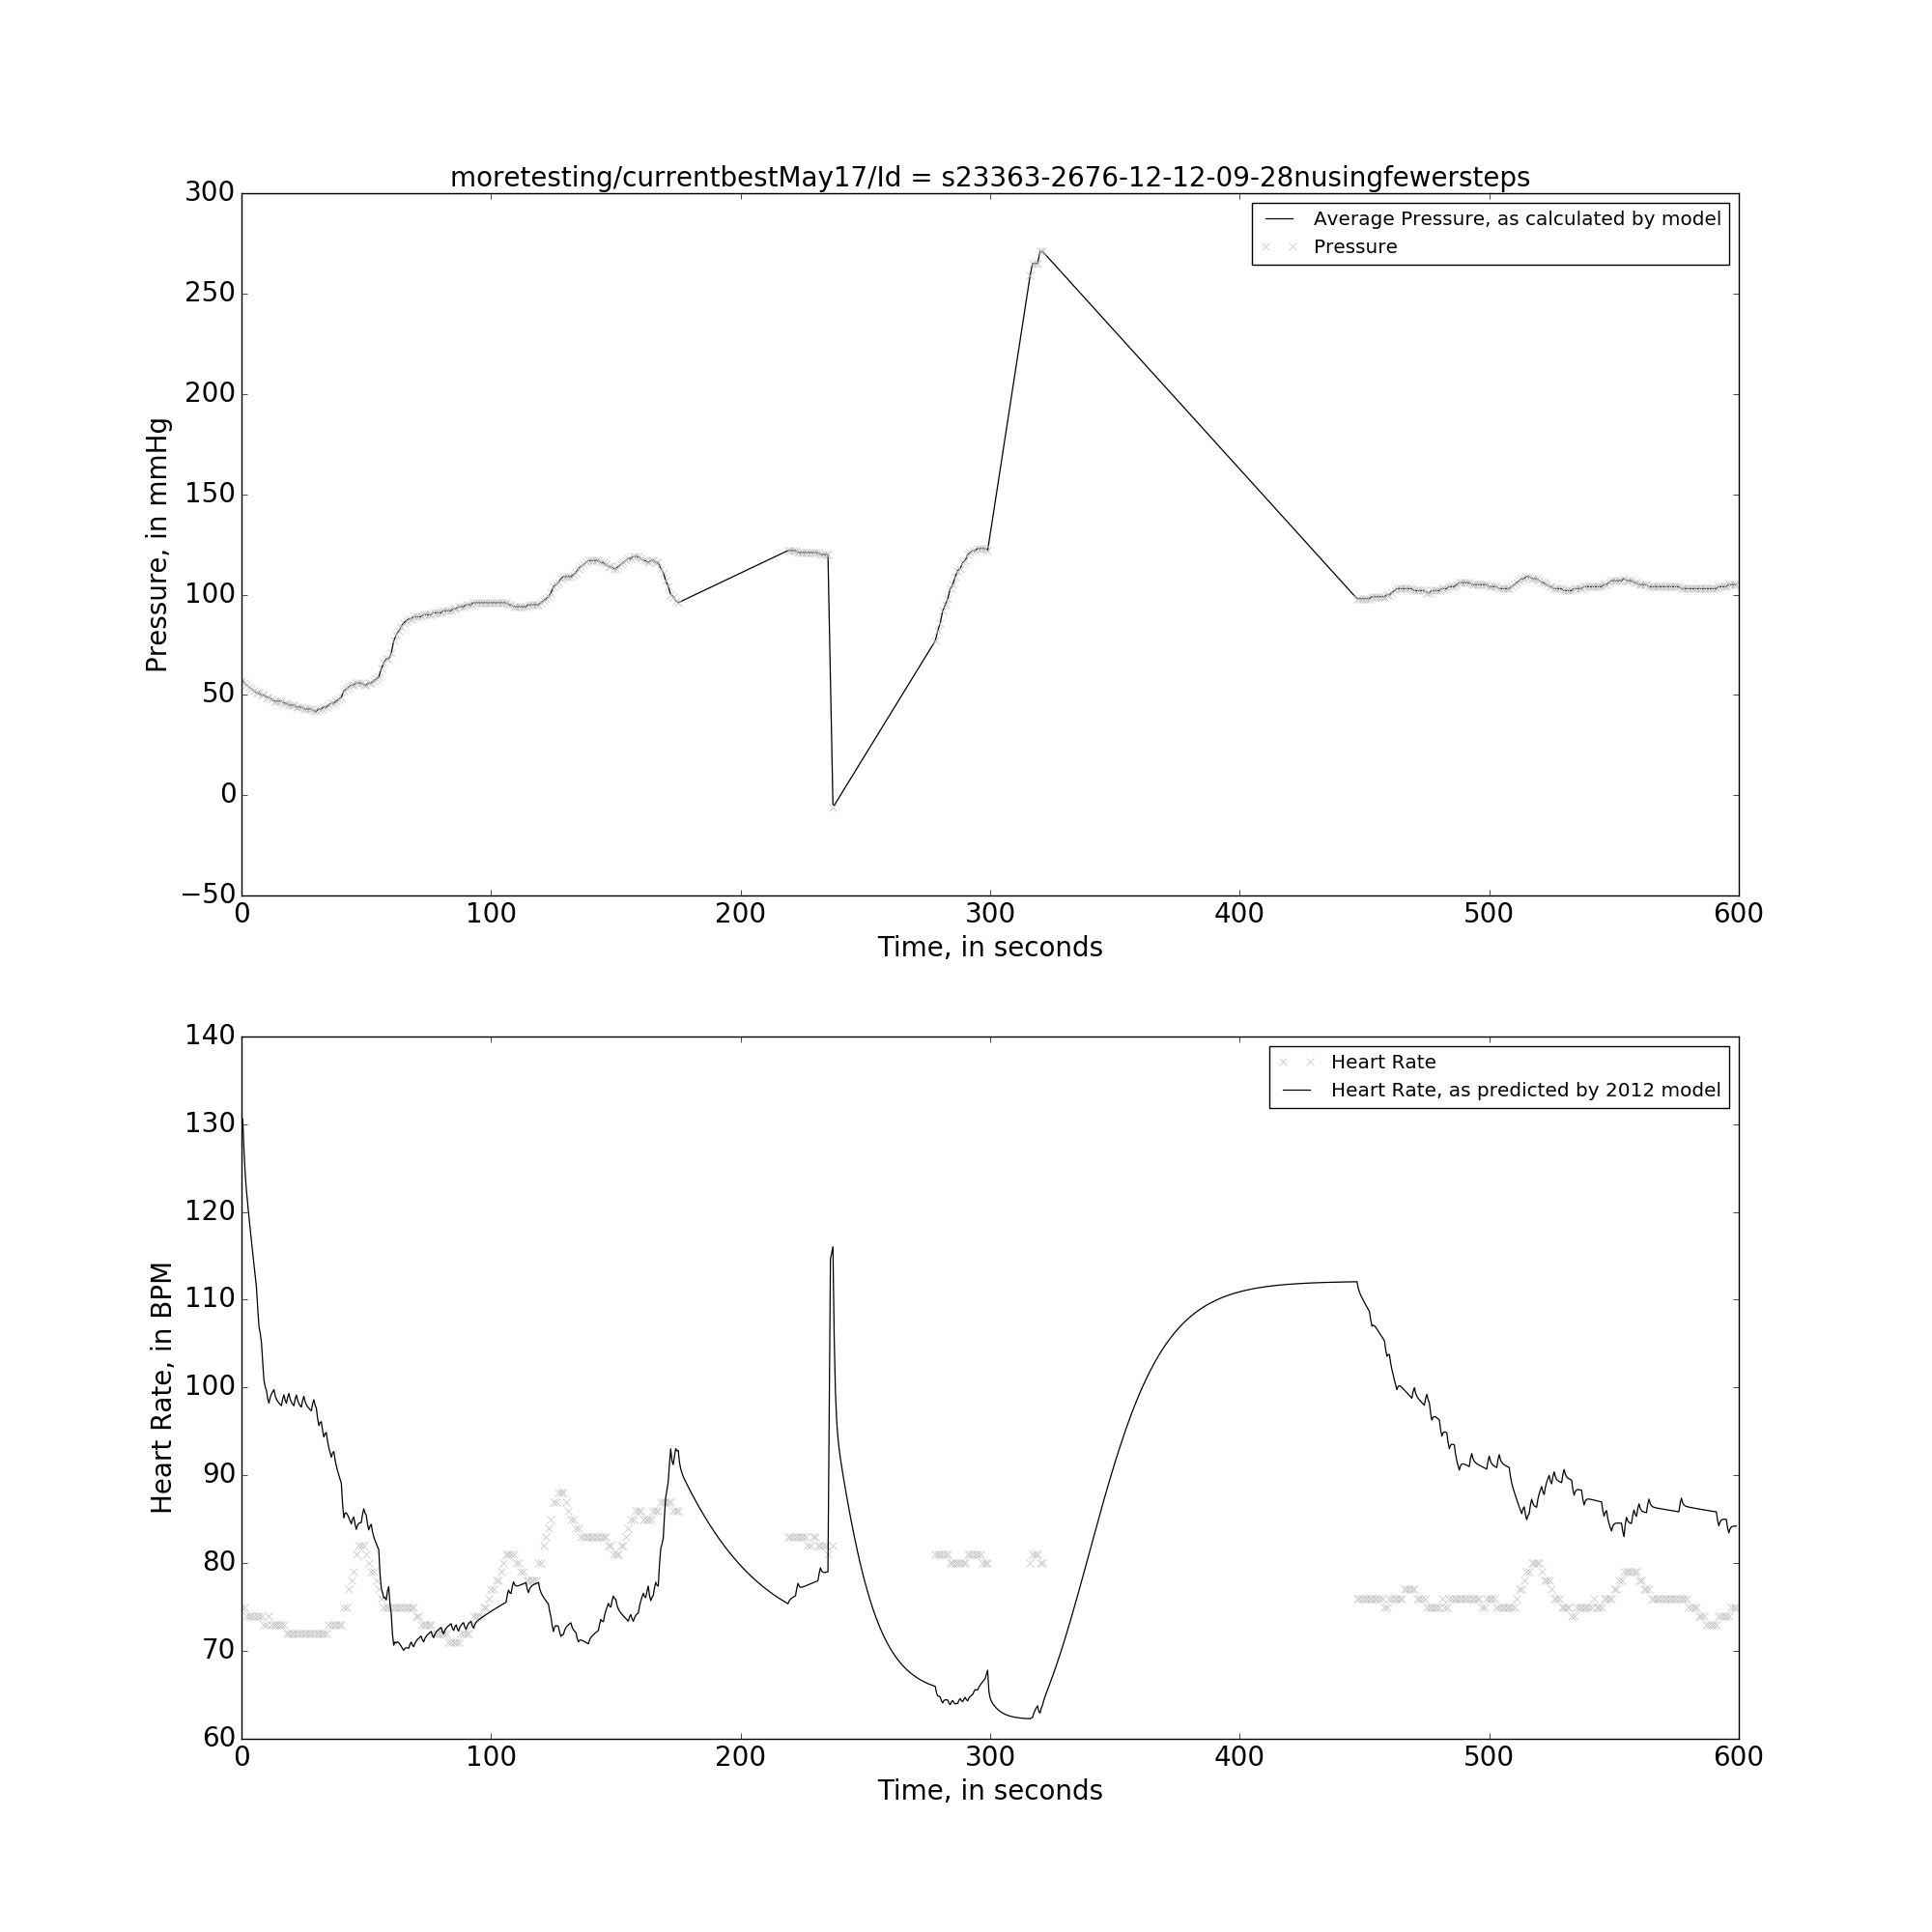 moretesting/currentbestMay17/Id = s23363-2676-12-12-09-28nusingfewersteps
300
250
200
150
100
50
0
−50
Pressure, in mmHg
Average Pressure, as calculated by model
Pressure
0 100 200 300 400 500 600
Time, in seconds
140
130
120
110
100
90
80
70
60
Heart Rate, in BPM
Heart Rate
Heart Rate, as predicted by 2012 model
0 100 200 300 400 500 600
Time, in seconds